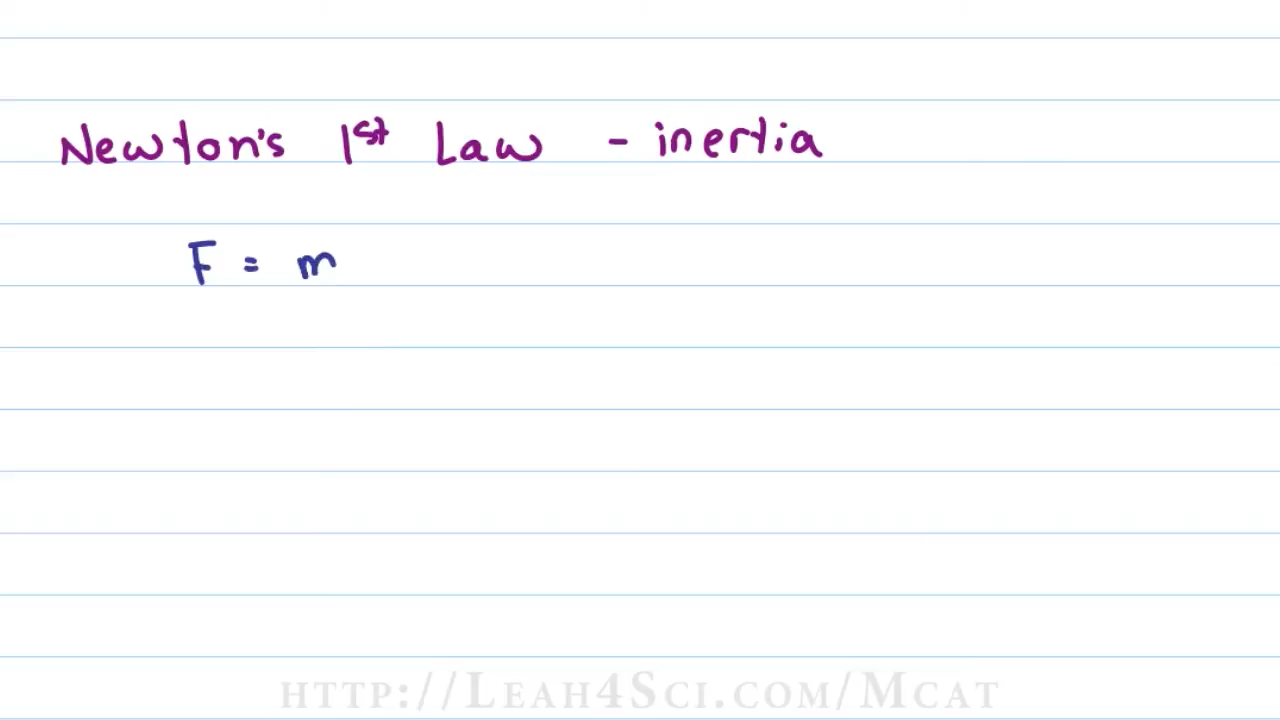 Newton's 1st Law - inertia
F = m
http://Leah4Sci.com/Mcat